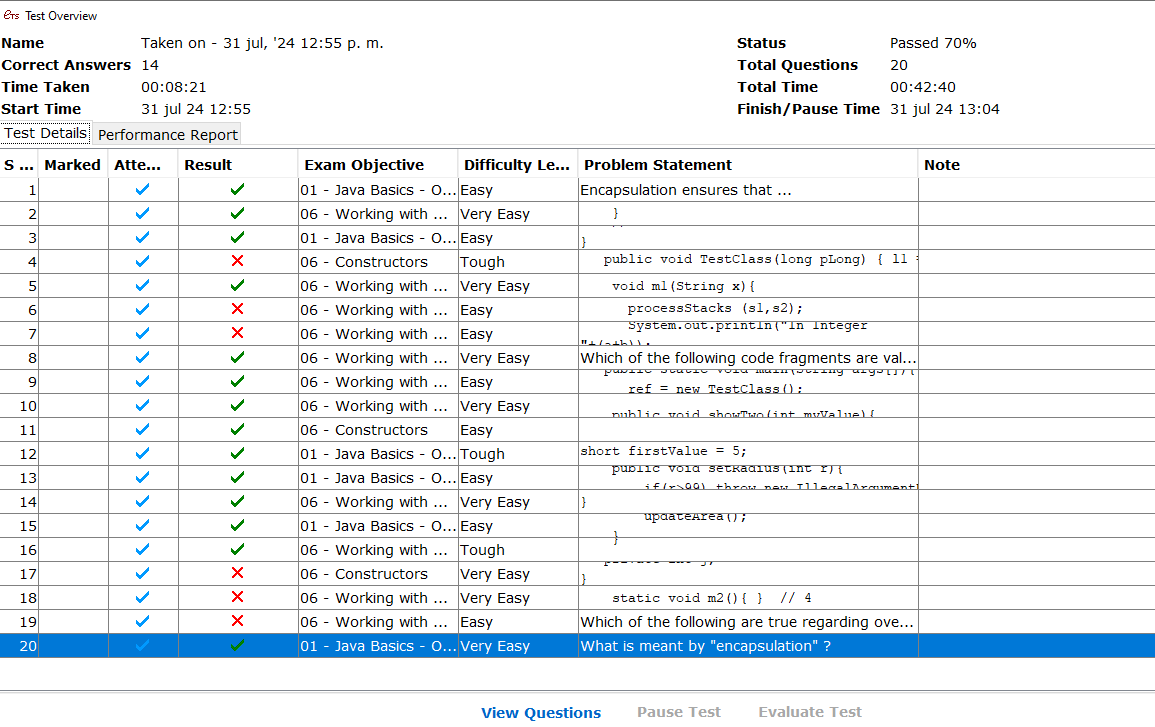 ETS Test Overview
Name Taken on - 31 jul, '24 12:55 p. m. Status Passed 70%
Correct Answers 14 Total Questions 20
Time Taken 00:08:21 Total Time 00:42:40
Start Time 31 jul 24 12:55 Finish/Pause Time 31 jul 24 13:04
Test Details Performance Report
S ... Marked Atte... Result Exam Objective Difficulty Le... Problem Statement Note
1 01 - Java Basics - O... Easy Encapsulation ensures that ...
2 06 - Working with ... Very Easy }
3 01 - Java Basics - O... Easy }
4 06 - Constructors Tough public void TestClass(long pLong) { ll
5 06 - Working with ... Very Easy void m1(String x){
6 06 - Working with ... Easy processStacks (s1,s2);
7 06 - Working with ... Easy System.out.println("In Integer
"+(a+b));
8 06 - Working with ... Very Easy Which of the following code fragments are val...
9 06 - Working with ... Easy public static void main(String args[]){
ref = new TestClass();
10 06 - Working with ... Very Easy public void showTwo(int myValue){
11 06 - Constructors Easy
12 01 - Java Basics - O... Tough short firstValue = 5;
13 01 - Java Basics - O... Easy public void setRadius(int r){
if(r>99) throw new IllegalArgument
14 06 - Working with ... Very Easy }
15 01 - Java Basics - O... Easy updateArea();
}
16 06 - Working with ... Tough
17 06 - Constructors Very Easy private int j;
}
18 06 - Working with ... Very Easy static void m2(){ } // 4
19 06 - Working with ... Easy Which of the following are true regarding ove...
20 01 - Java Basics - O... Very Easy What is meant by "encapsulation" ?
View Questions Pause Test Evaluate Test